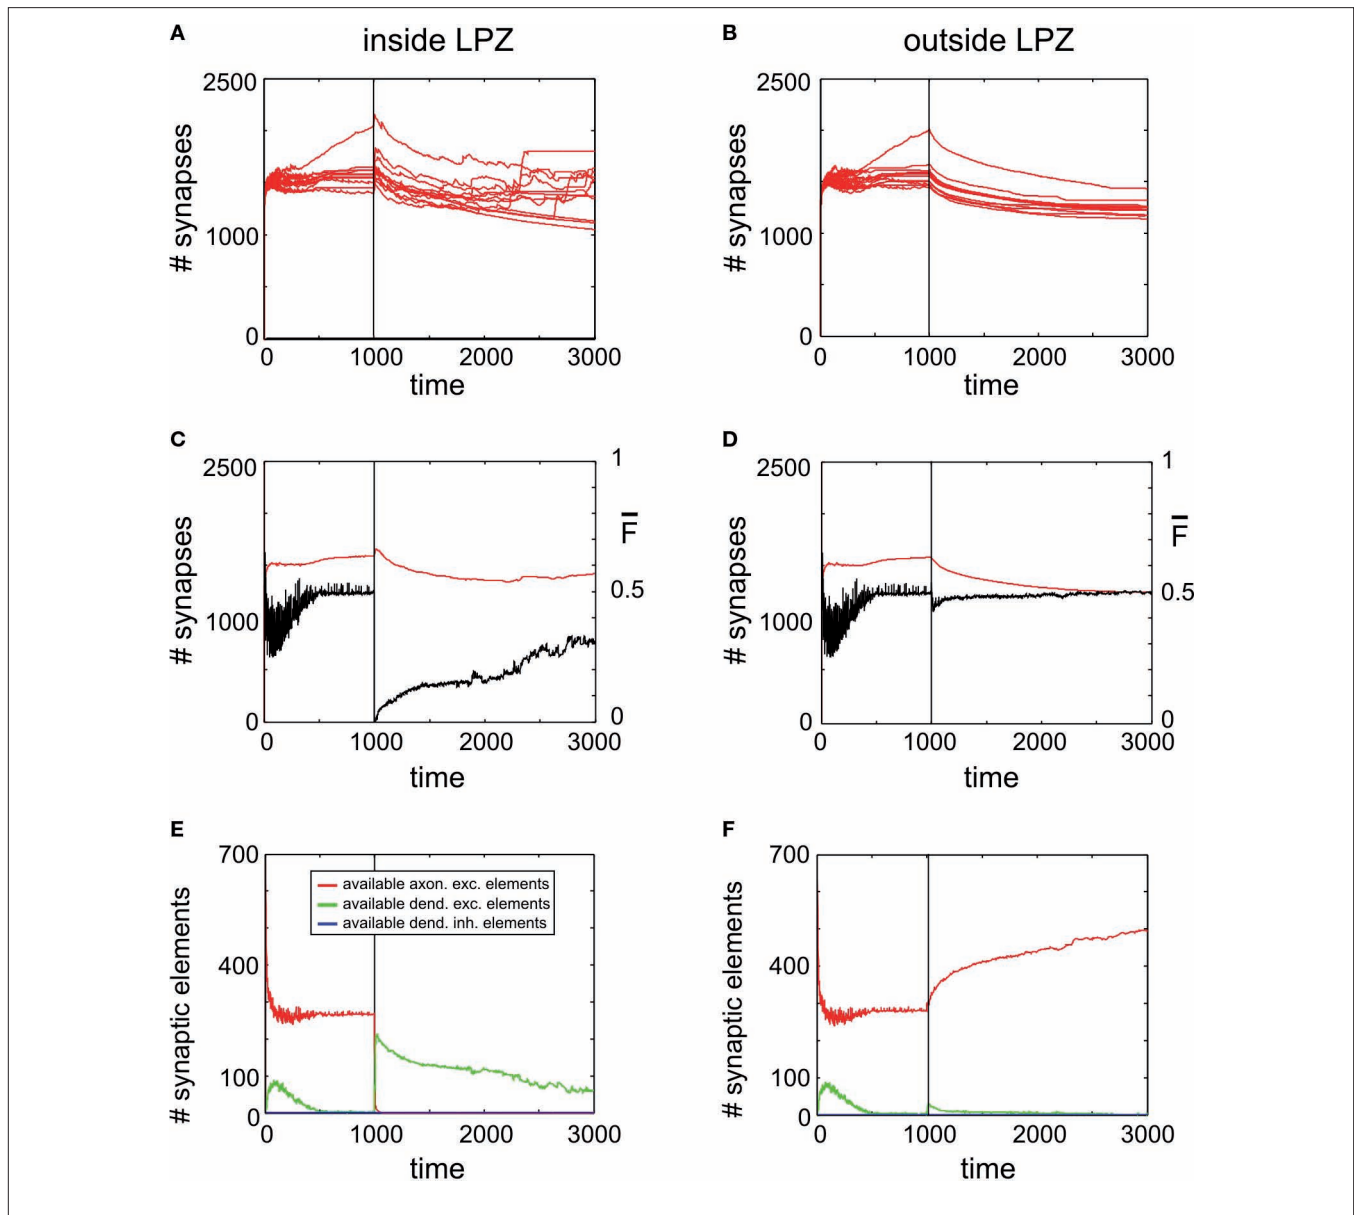 A
inside LPZ
B
outside LPZ
2500
1000
0
# synapses
0 1000 2000 3000
time
2500
1000
0
# synapses
0 1000 2000 3000
time
C
2500
1000
0
# synapses
1
F
0.5
0
0 1000 2000 3000
time
D
2500
1000
0
# synapses
1
F
0.5
0
0 1000 2000 3000
time
E
700
400
100
0
# synaptic elements
available axon. exc. elements
available dend. exc. elements
available dend. inh. elements
0 1000 2000 3000
time
F
700
400
100
0
# synaptic elements
0 1000 2000 3000
time